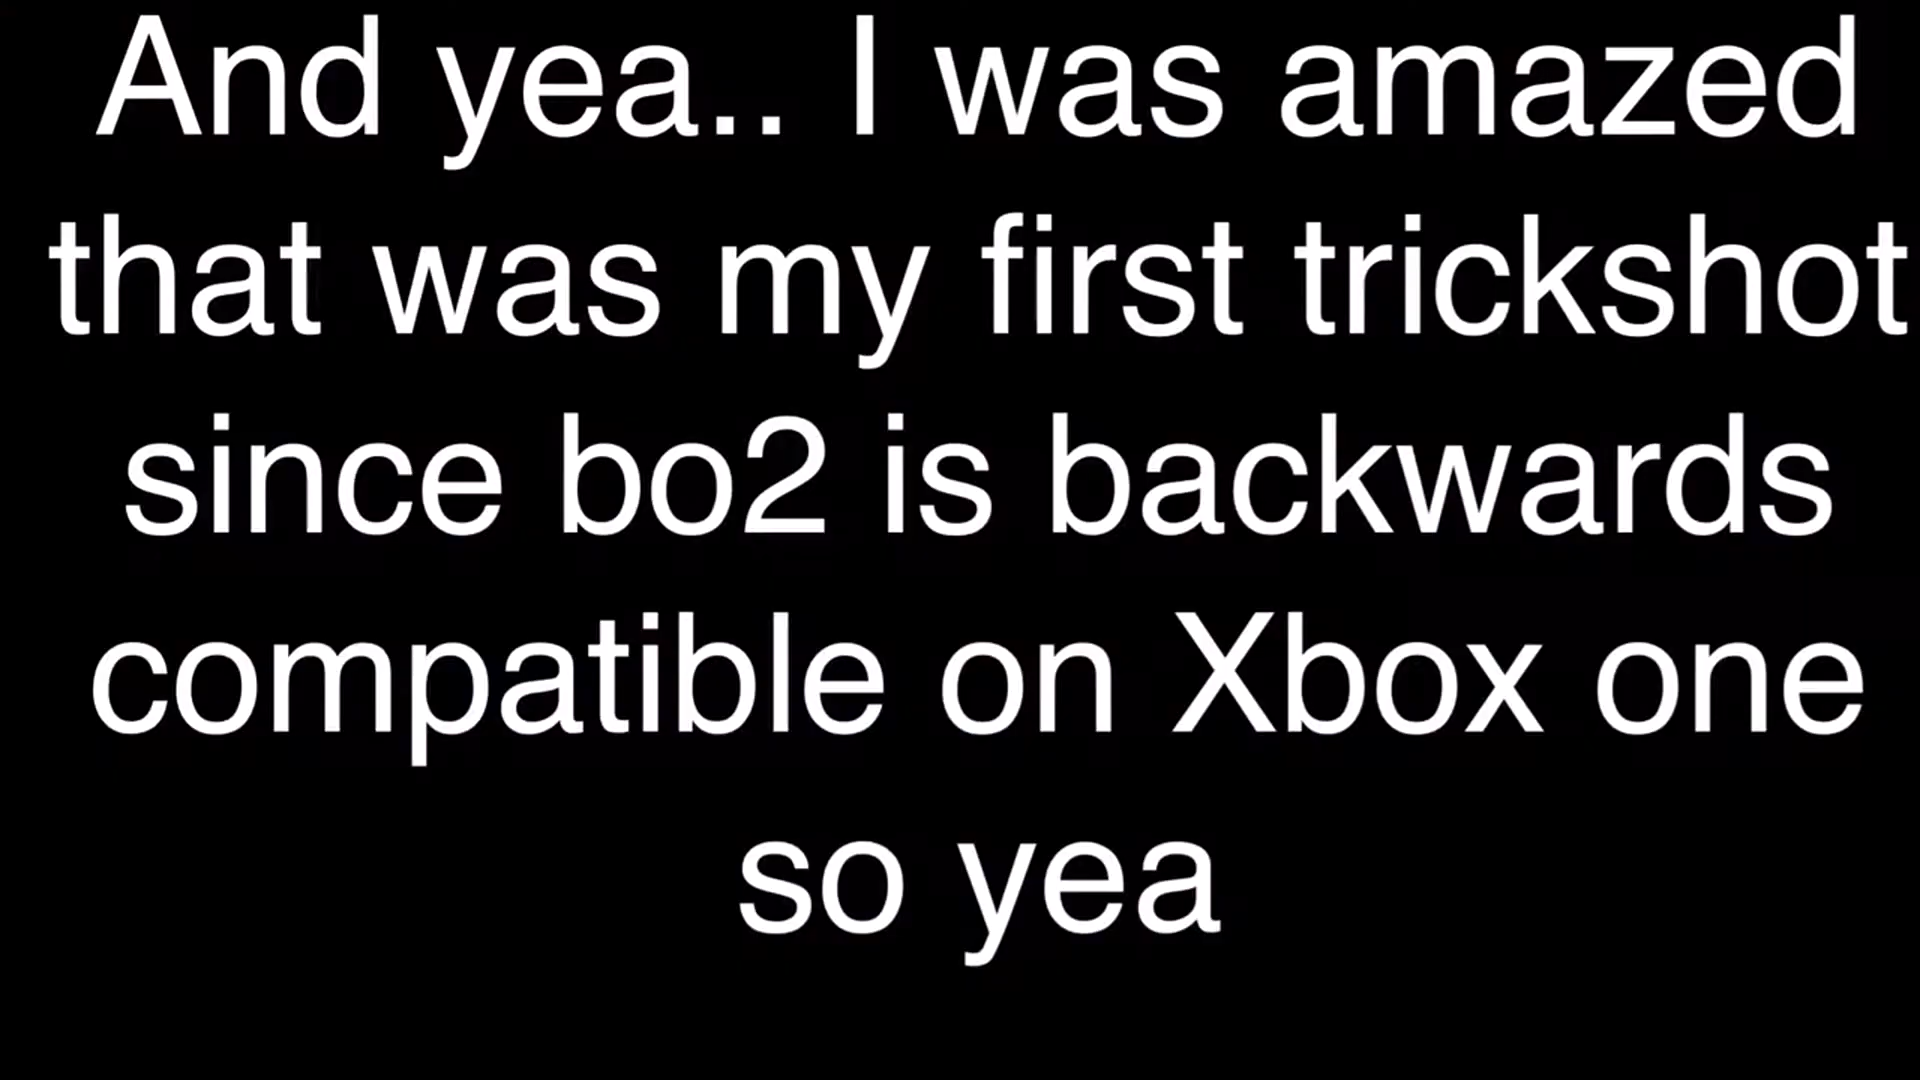 And yea.. I was amazed
that was my first trickshot
since bo2 is backwards
compatible on Xbox one
so yea